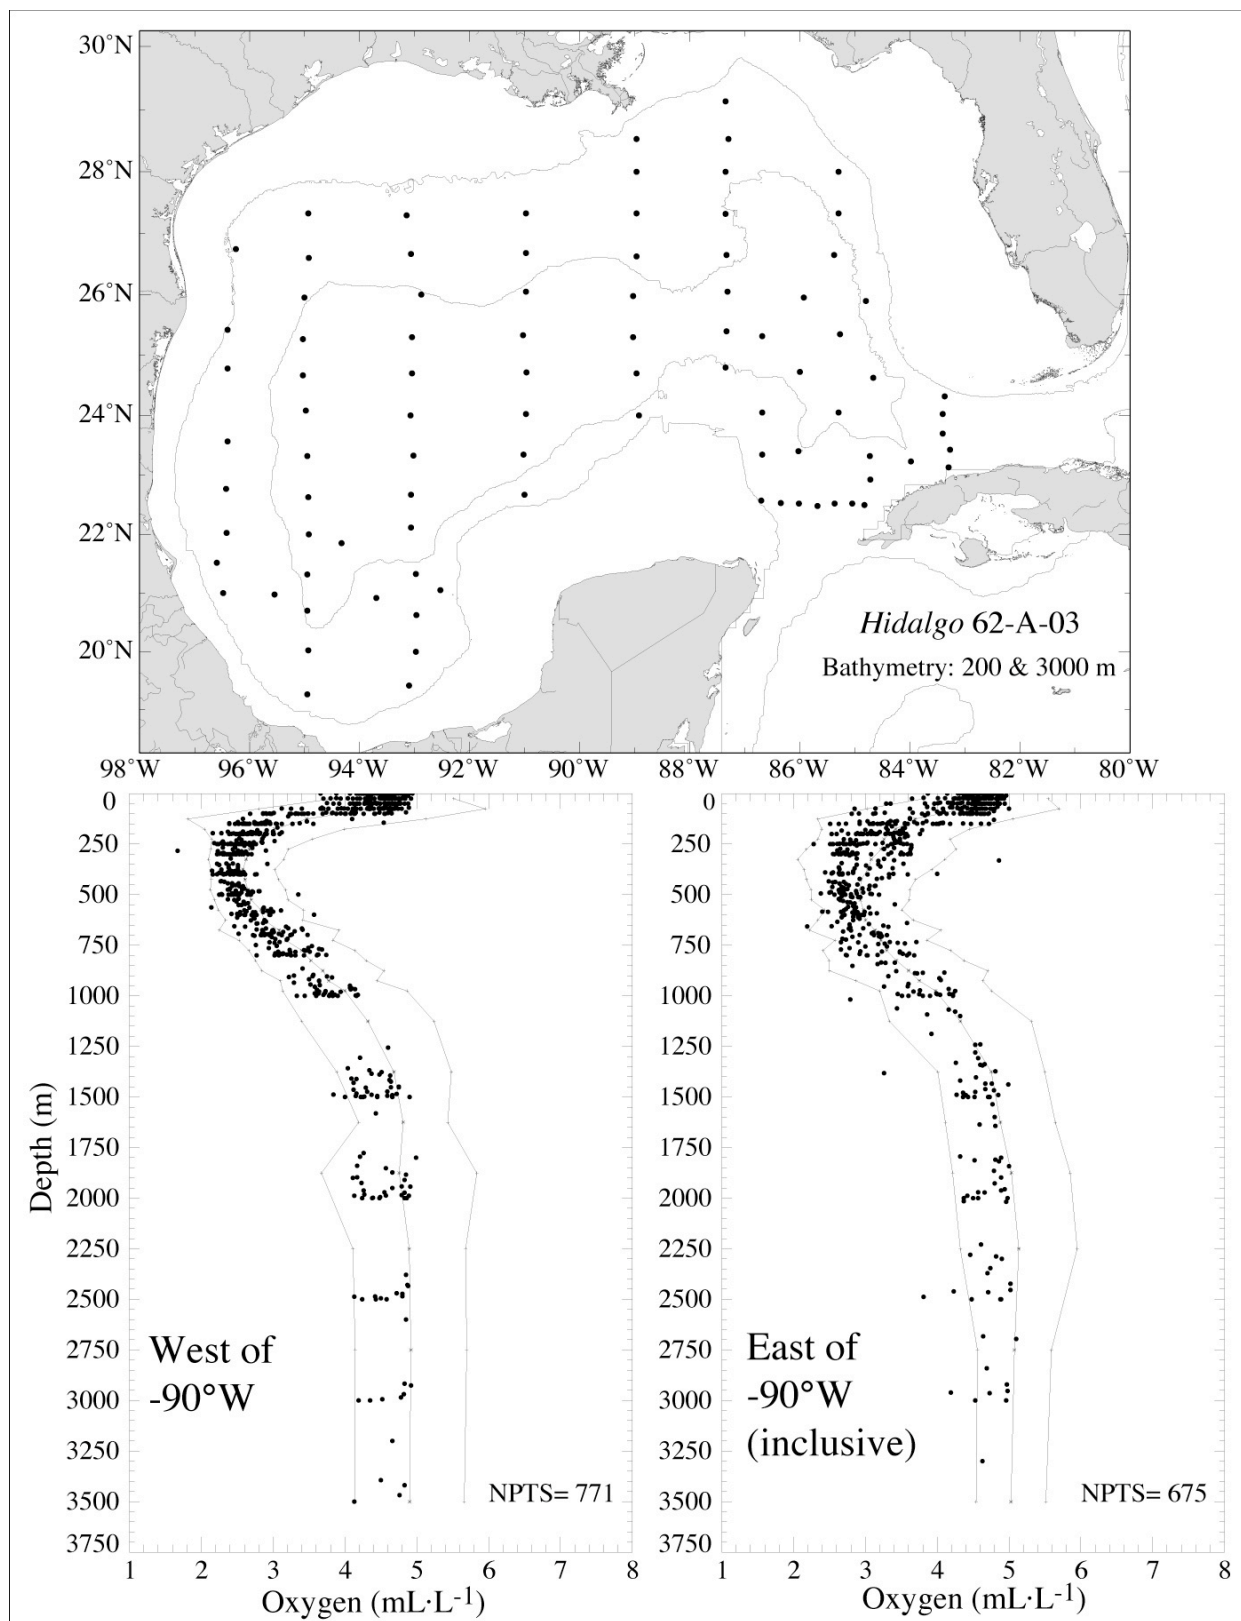 30°N
28°N
26°N
24°N
22°N
20°N
Hidalgo 62-A-03
Bathymetry: 200 & 3000 m
98°W 96°W 94°W 92°W 90°W 88°W 86°W 84°W 82°W 80°W
0
250
500
750
1000
1250
1500
1750
2000
2250
2500
2750
3000
3250
3500
3750
Depth (m)
West of
-90°W
NPTS= 771
1 2 3 4 5 6 7 8
Oxygen (mL·L⁻¹)
0
250
500
750
1000
1250
1500
1750
2000
2250
2500
2750
3000
3250
3500
3750
East of
-90°W
(inclusive)
NPTS= 675
1 2 3 4 5 6 7 8
Oxygen (mL·L⁻¹)